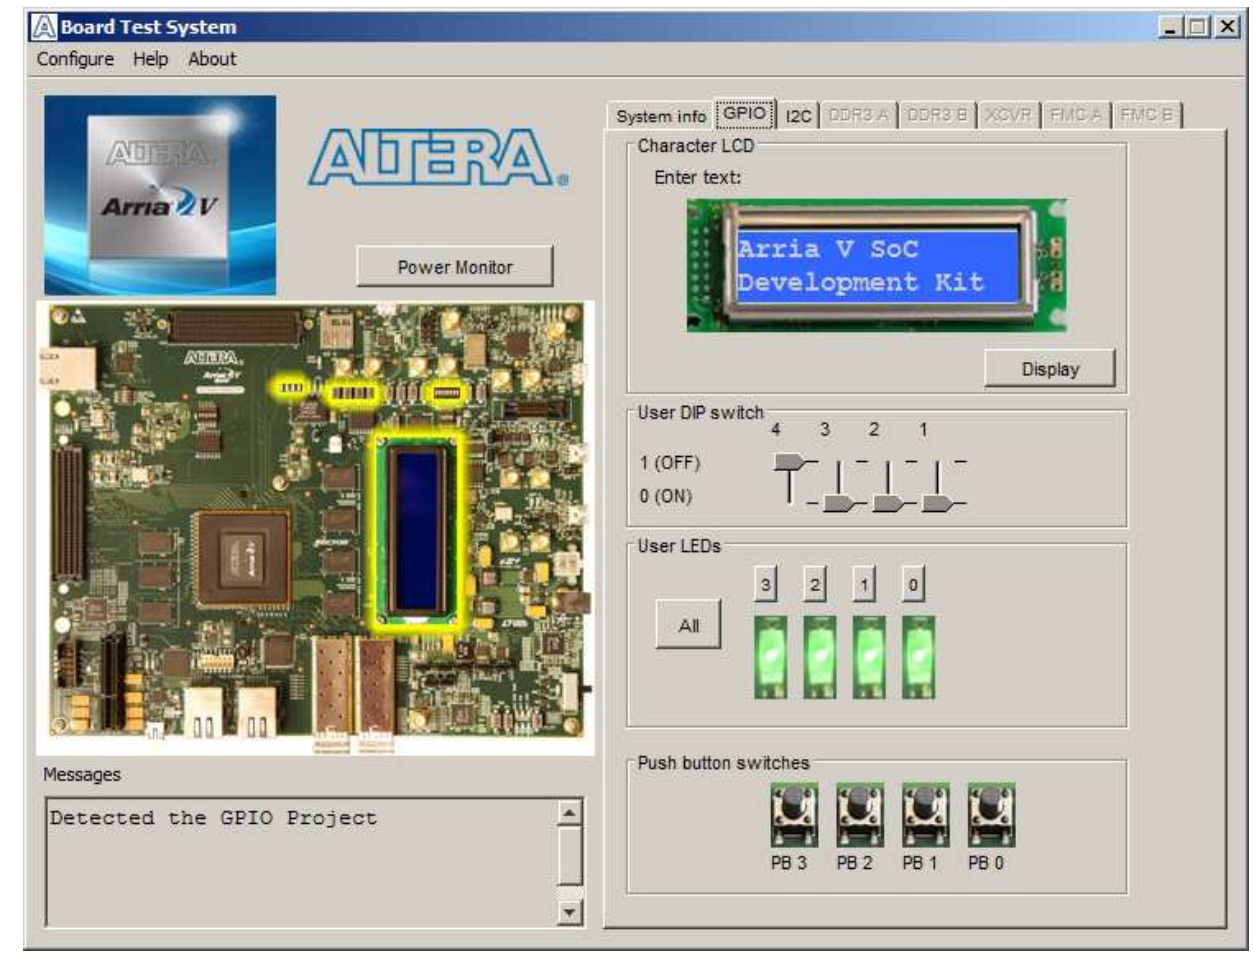 Board Test System
Configure Help About
ALTERA
Arria V
ALTERA®
Power Monitor
ALTERA
Arria V
Messages
Detected the GPIO Project
System info GPIO I2C DDR3 A DDR3 B XCVR FMC A FMC B
Character LCD
Enter text:
Arria V SoC
Development Kit
Display
User DIP switch
4 3 2 1
1 (OFF)
0 (ON)
User LEDs
3 2 1 0
All
Push button switches
PB 3 PB 2 PB 1 PB 0